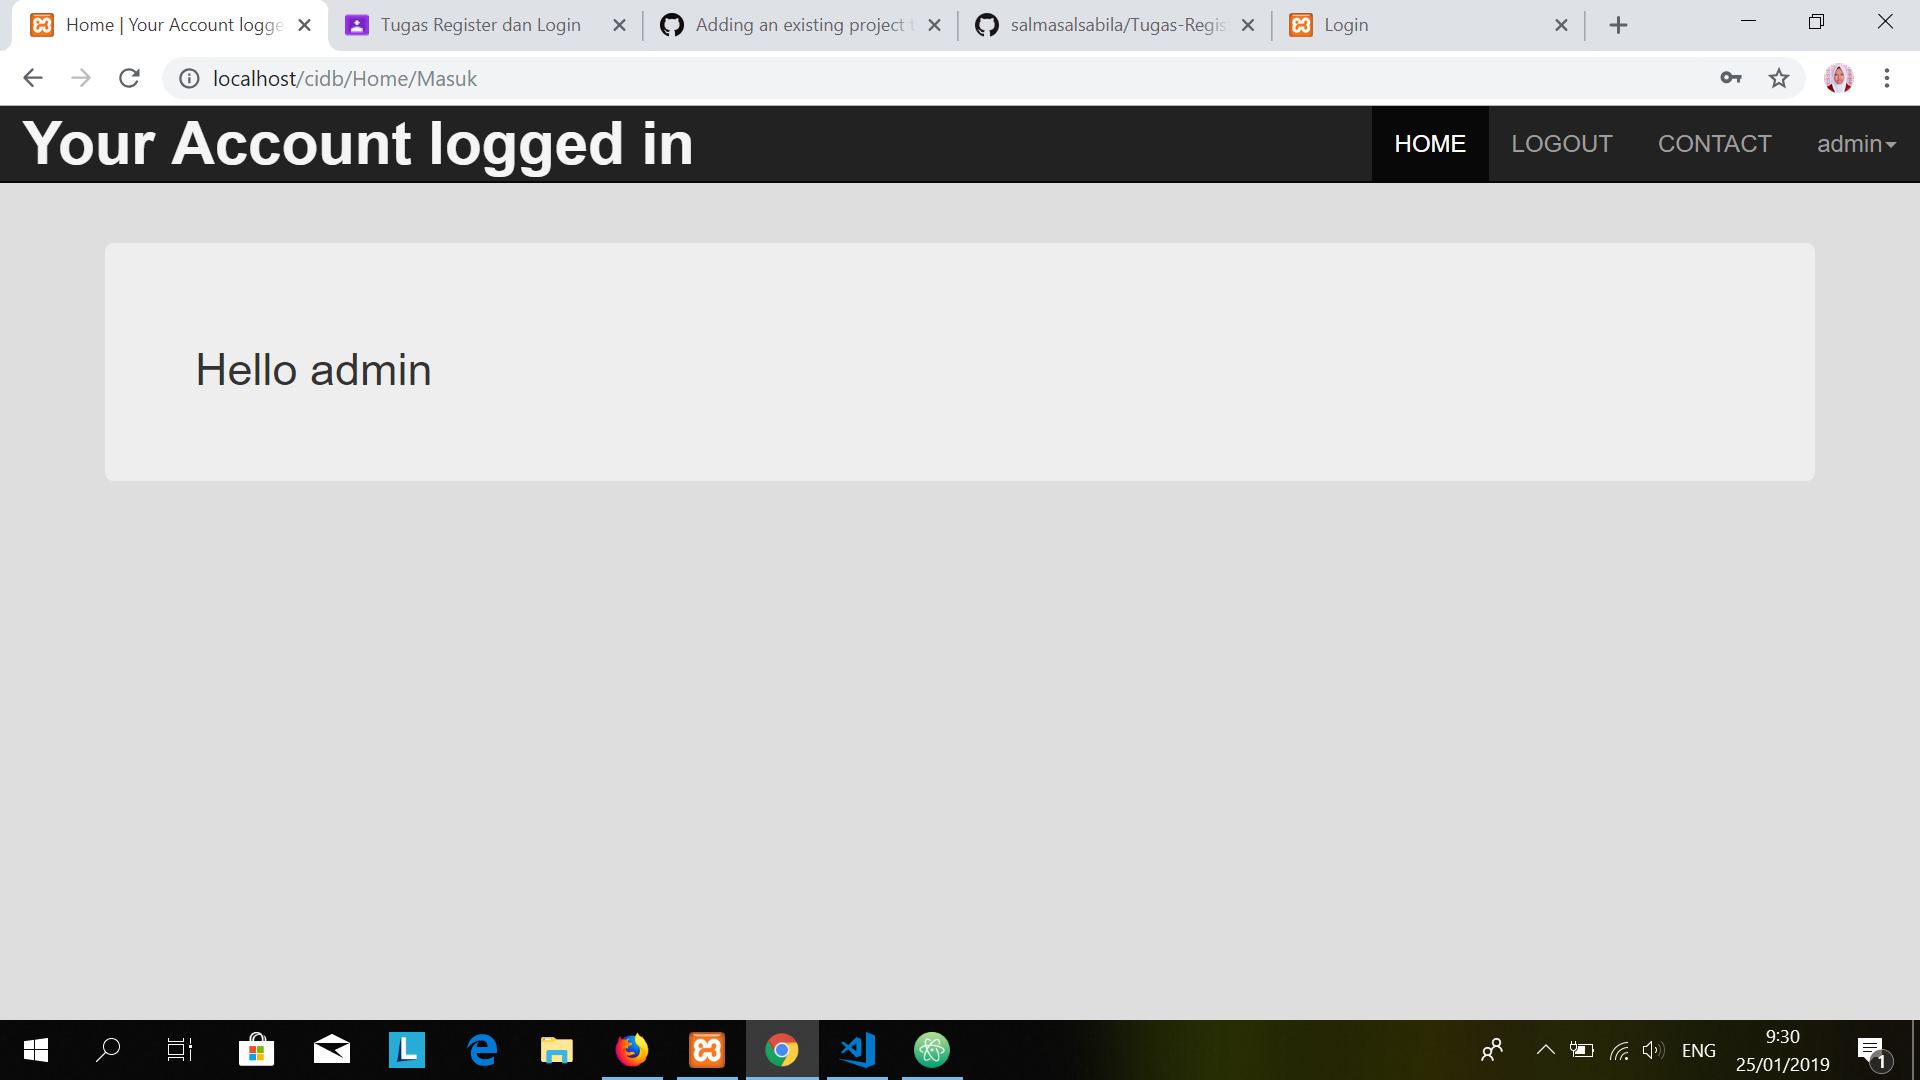 Home | Your Account logge
Tugas Register dan Login
Adding an existing project t
salmasalsabila/Tugas-Regis
Login
localhost/cidb/Home/Masuk
Your Account logged in
HOME
LOGOUT
CONTACT
admin
Hello admin
L
ENG
9:30
25/01/2019
1